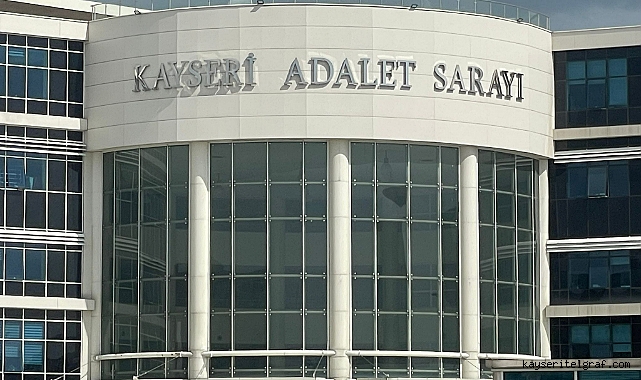 KAYSERİ ADALET SARAYI
kayseritelgraf.com